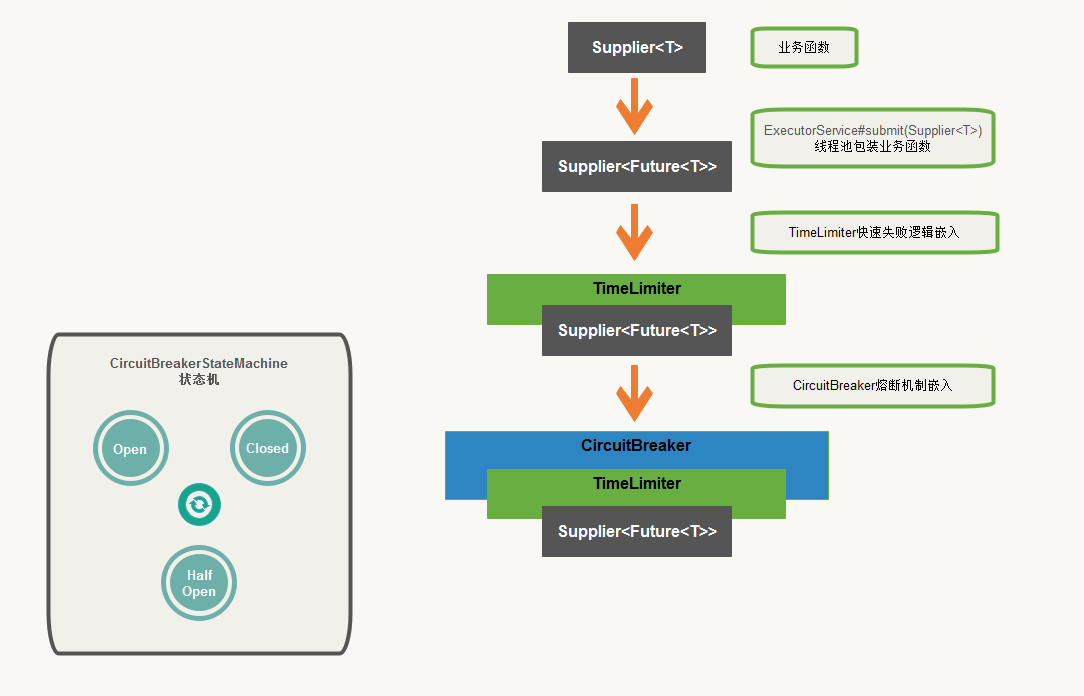 Supplier<T>
业务函数
ExecutorService#submit(Supplier<T>)
线程池包装业务函数
Supplier<Future<T>>
TimeLimiter快速失败逻辑嵌入
TimeLimiter
Supplier<Future<T>>
CircuitBreaker熔断机制嵌入
CircuitBreaker
TimeLimiter
Supplier<Future<T>>
CircuitBreakerStateMachine
状态机
Open
Closed
Half
Open